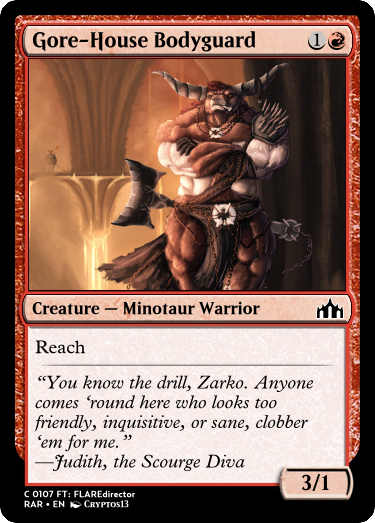 Gore-House Bodyguard 1
Creature — Minotaur Warrior
Reach
“You know the drill, Zarko. Anyone
comes ‘round here who looks too
friendly, inquisitive, or sane, clobber
‘em for me.”
—Judith, the Scourge Diva
3/1
C 0107 FT: FLAREdirector
RAR • EN Cryptos13